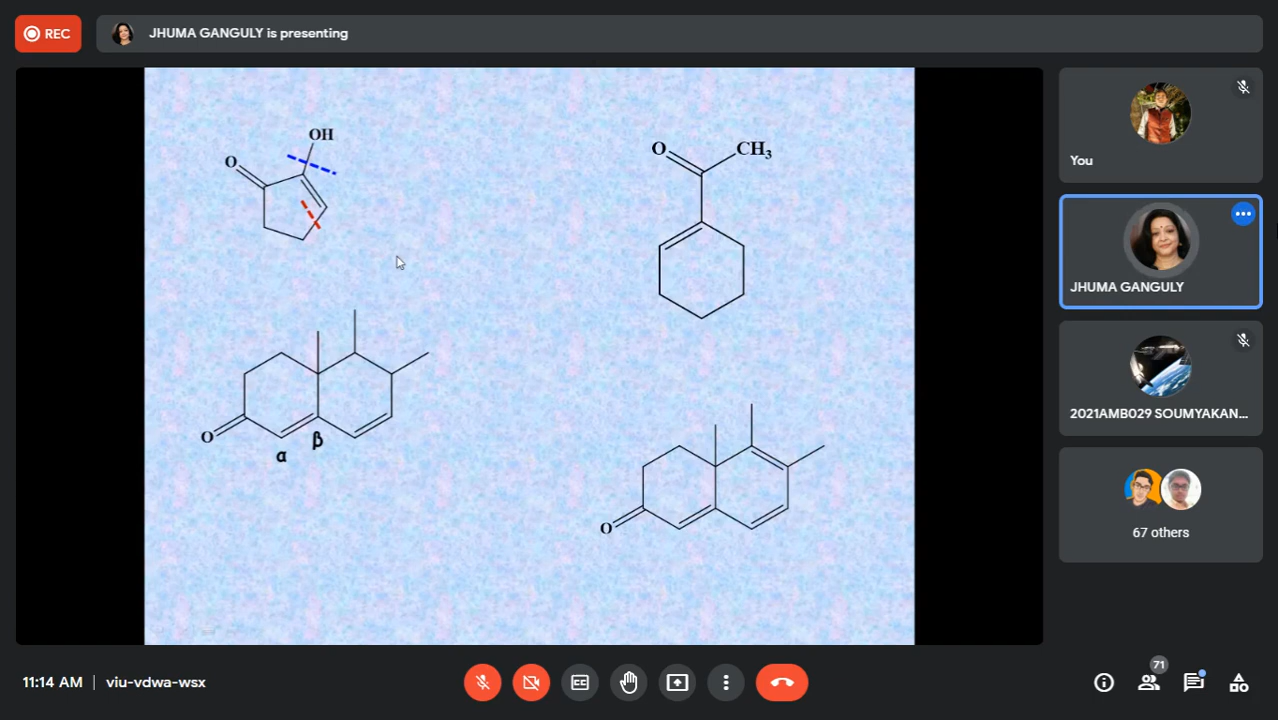 REC
JHUMA GANGULY is presenting
OH
O
O
CH3
You
JHUMA GANGULY
O
β
α
O
2021AMB029 SOUMYAKAN...
67 others
11:14 AM | viu-vdwa-wsx
CC
71